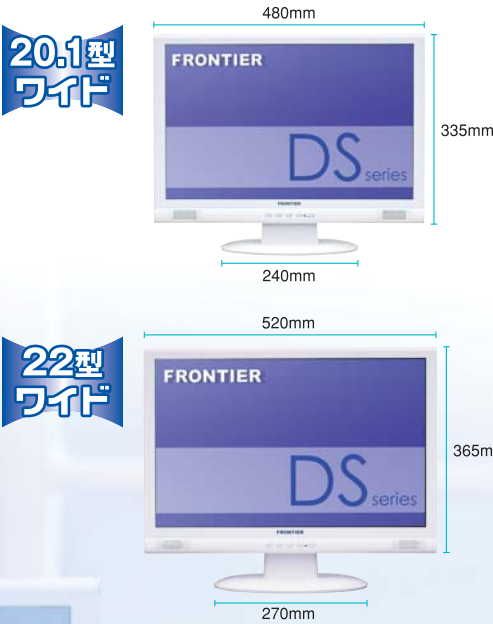 480mm
20.1型
ワイド
FRONTIER
DS series
335mm
FRONTIER
240mm
520mm
22型
ワイド
FRONTIER
DS series
365m
FRONTIER
270mm